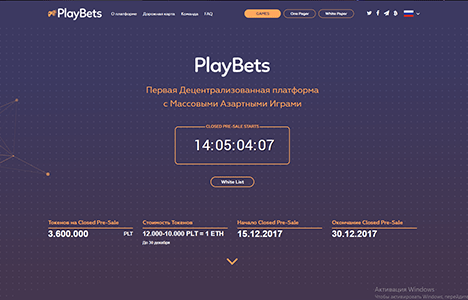 PlayBets О платформе Дорожная карта Команда FAQ GAMES One Pager White Paper
PlayBets
Первая Децентрализованная платформа
с Массовыми Азартными Играми
CLOSED PRE-SALE STARTS
14:05:04:07
White List
Токенов на Closed Pre-Sale
3.600.000 PLT
Стоимость Токенов
12.000-10.000 PLT = 1 ETH
До 30 декабря
Начало Closed Pre-Sale
15.12.2017
Окончание Closed Pre-Sale
30.12.2017
Активация Windows
Чтобы активировать Windows, перейдите